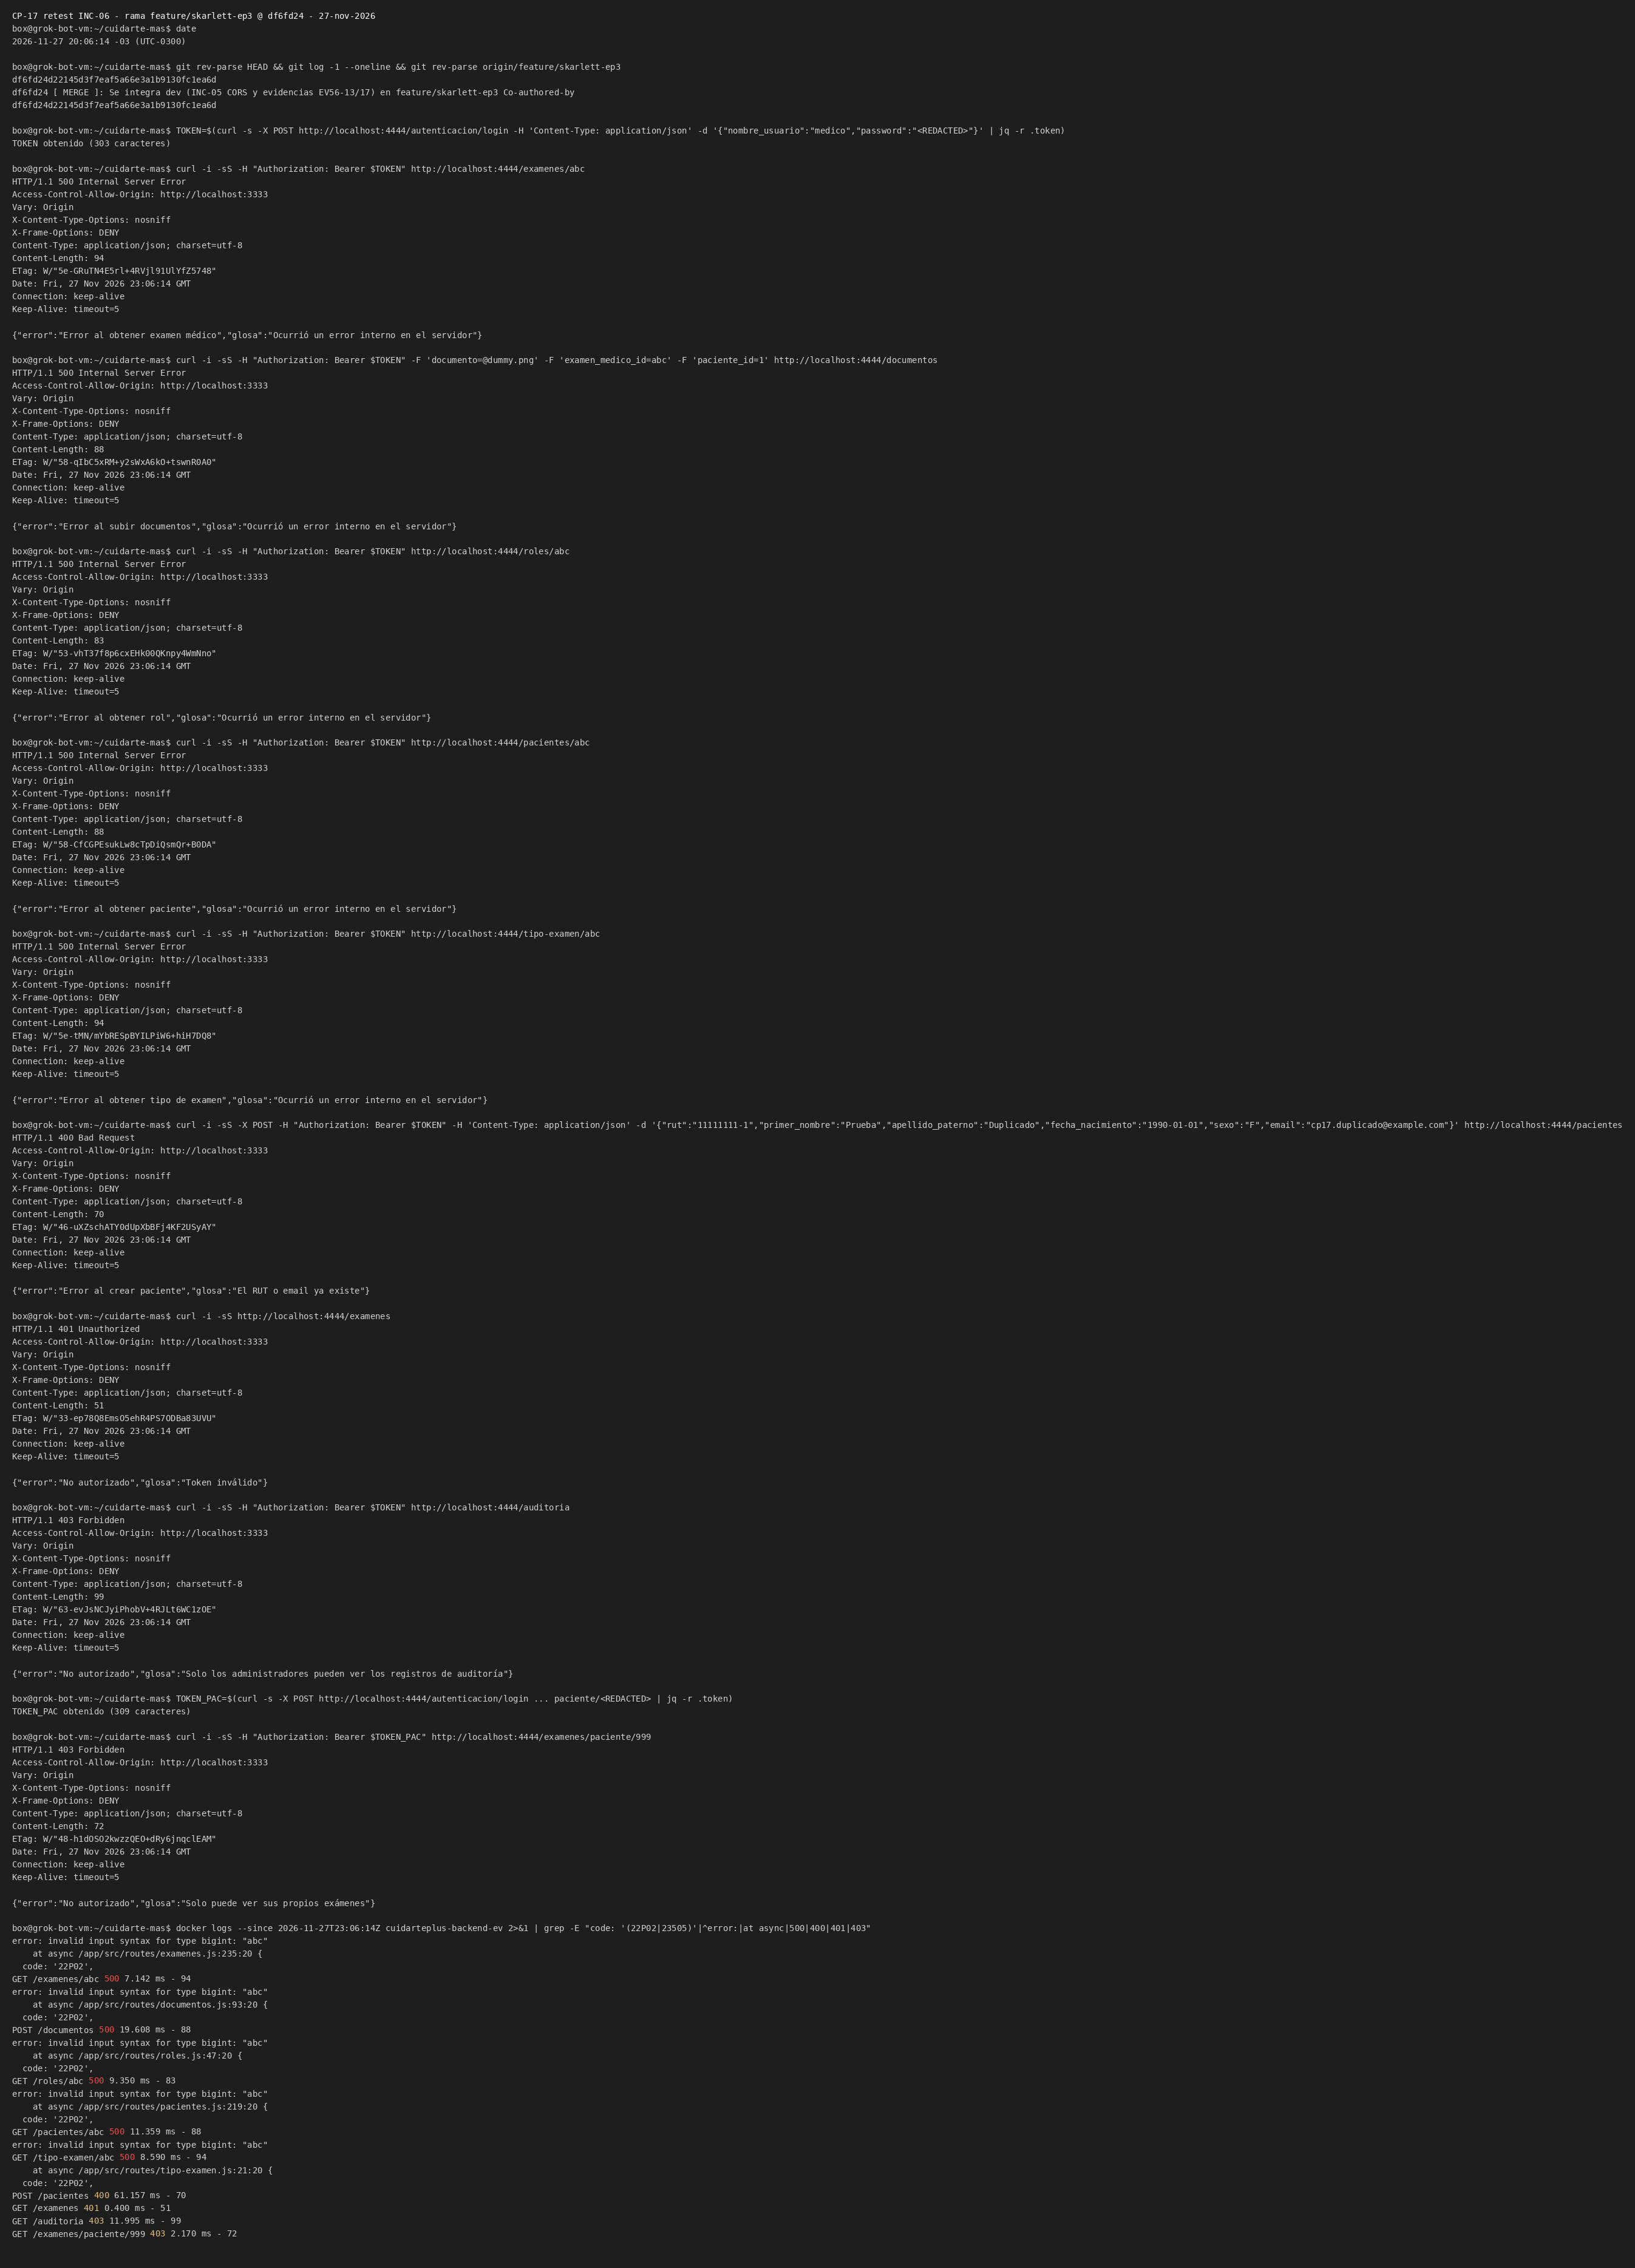 CP-17 retest INC-06 - rama feature/skarlett-ep3 @ df6fd24 - 27-nov-2026
box@grok-bot-vm:~/cuidarte-mas$ date
2026-11-27 20:06:14 -03 (UTC-0300)

box@grok-bot-vm:~/cuidarte-mas$ git rev-parse HEAD && git log -1 --oneline && git rev-parse origin/feature/skarlett-ep3
df6fd24d22145d3f7eaf5a66e3a1b9130fc1ea6d
df6fd24 [ MERGE ]: Se integra dev (INC-05 CORS y evidencias EV56-13/17) en feature/skarlett-ep3 Co-authored-by
df6fd24d22145d3f7eaf5a66e3a1b9130fc1ea6d

box@grok-bot-vm:~/cuidarte-mas$ TOKEN=$(curl -s -X POST http://localhost:4444/autenticacion/login -H 'Content-Type: application/json' -d '{"nombre_usuario":"medico","password":"<REDACTED>"}' | jq -r .token)
TOKEN obtenido (303 caracteres)

box@grok-bot-vm:~/cuidarte-mas$ curl -i -sS -H "Authorization: Bearer $TOKEN" http://localhost:4444/examenes/abc
HTTP/1.1 500 Internal Server Error
Access-Control-Allow-Origin: http://localhost:3333
Vary: Origin
X-Content-Type-Options: nosniff
X-Frame-Options: DENY
Content-Type: application/json; charset=utf-8
Content-Length: 94
ETag: W/"5e-GRuTN4E5rl+4RVjl91UlYfZ5748"
Date: Fri, 27 Nov 2026 23:06:14 GMT
Connection: keep-alive
Keep-Alive: timeout=5

{"error":"Error al obtener examen médico","glosa":"Ocurrió un error interno en el servidor"}

box@grok-bot-vm:~/cuidarte-mas$ curl -i -sS -H "Authorization: Bearer $TOKEN" -F 'documento=@dummy.png' -F 'examen_medico_id=abc' -F 'paciente_id=1' http://localhost:4444/documentos
HTTP/1.1 500 Internal Server Error
Access-Control-Allow-Origin: http://localhost:3333
Vary: Origin
X-Content-Type-Options: nosniff
X-Frame-Options: DENY
Content-Type: application/json; charset=utf-8
Content-Length: 88
ETag: W/"58-qIbC5xRM+y2sWxA6kO+tswnR0A0"
Date: Fri, 27 Nov 2026 23:06:14 GMT
Connection: keep-alive
Keep-Alive: timeout=5

{"error":"Error al subir documentos","glosa":"Ocurrió un error interno en el servidor"}

box@grok-bot-vm:~/cuidarte-mas$ curl -i -sS -H "Authorization: Bearer $TOKEN" http://localhost:4444/roles/abc
HTTP/1.1 500 Internal Server Error
Access-Control-Allow-Origin: http://localhost:3333
Vary: Origin
X-Content-Type-Options: nosniff
X-Frame-Options: DENY
Content-Type: application/json; charset=utf-8
Content-Length: 83
ETag: W/"53-vhT37f8p6cxEHk00QKnpy4WmNno"
Date: Fri, 27 Nov 2026 23:06:14 GMT
Connection: keep-alive
Keep-Alive: timeout=5

{"error":"Error al obtener rol","glosa":"Ocurrió un error interno en el servidor"}

box@grok-bot-vm:~/cuidarte-mas$ curl -i -sS -H "Authorization: Bearer $TOKEN" http://localhost:4444/pacientes/abc
HTTP/1.1 500 Internal Server Error
Access-Control-Allow-Origin: http://localhost:3333
Vary: Origin
X-Content-Type-Options: nosniff
X-Frame-Options: DENY
Content-Type: application/json; charset=utf-8
Content-Length: 88
ETag: W/"58-CfCGPEsukLw8cTpDiQsmQr+B0DA"
Date: Fri, 27 Nov 2026 23:06:14 GMT
Connection: keep-alive
Keep-Alive: timeout=5

{"error":"Error al obtener paciente","glosa":"Ocurrió un error interno en el servidor"}

box@grok-bot-vm:~/cuidarte-mas$ curl -i -sS -H "Authorization: Bearer $TOKEN" http://localhost:4444/tipo-examen/abc
HTTP/1.1 500 Internal Server Error
Access-Control-Allow-Origin: http://localhost:3333
Vary: Origin
X-Content-Type-Options: nosniff
X-Frame-Options: DENY
Content-Type: application/json; charset=utf-8
Content-Length: 94
ETag: W/"5e-tMN/mYbRESpBYILPiW6+hiH7DQ8"
Date: Fri, 27 Nov 2026 23:06:14 GMT
Connection: keep-alive
Keep-Alive: timeout=5

{"error":"Error al obtener tipo de examen","glosa":"Ocurrió un error interno en el servidor"}

box@grok-bot-vm:~/cuidarte-mas$ curl -i -sS -X POST -H "Authorization: Bearer $TOKEN" -H 'Content-Type: application/json' -d '{"rut":"11111111-1","primer_nombre":"Prueba","apellido_paterno":"Duplicado","fecha_nacimiento":"1990-01-01","sexo":"F","email":"cp17.duplicado@example.com"}' http://localhost:4444/pacientes
HTTP/1.1 400 Bad Request
Access-Control-Allow-Origin: http://localhost:3333
Vary: Origin
X-Content-Type-Options: nosniff
X-Frame-Options: DENY
Content-Type: application/json; charset=utf-8
Content-Length: 70
ETag: W/"46-uXZschATY0dUpXbBFj4KF2USyAY"
Date: Fri, 27 Nov 2026 23:06:14 GMT
Connection: keep-alive
Keep-Alive: timeout=5

{"error":"Error al crear paciente","glosa":"El RUT o email ya existe"}

box@grok-bot-vm:~/cuidarte-mas$ curl -i -sS http://localhost:4444/examenes
HTTP/1.1 401 Unauthorized
Access-Control-Allow-Origin: http://localhost:3333
Vary: Origin
X-Content-Type-Options: nosniff
X-Frame-Options: DENY
Content-Type: application/json; charset=utf-8
Content-Length: 51
ETag: W/"33-ep78Q8EmsO5ehR4PS7ODBa83UVU"
Date: Fri, 27 Nov 2026 23:06:14 GMT
Connection: keep-alive
Keep-Alive: timeout=5

{"error":"No autorizado","glosa":"Token inválido"}

box@grok-bot-vm:~/cuidarte-mas$ curl -i -sS -H "Authorization: Bearer $TOKEN" http://localhost:4444/auditoria
HTTP/1.1 403 Forbidden
Access-Control-Allow-Origin: http://localhost:3333
Vary: Origin
X-Content-Type-Options: nosniff
X-Frame-Options: DENY
Content-Type: application/json; charset=utf-8
Content-Length: 99
ETag: W/"63-evJsNCJyiPhobV+4RJLt6WC1zOE"
Date: Fri, 27 Nov 2026 23:06:14 GMT
Connection: keep-alive
Keep-Alive: timeout=5

{"error":"No autorizado","glosa":"Solo los administradores pueden ver los registros de auditoría"}

box@grok-bot-vm:~/cuidarte-mas$ TOKEN_PAC=$(curl -s -X POST http://localhost:4444/autenticacion/login ... paciente/<REDACTED> | jq -r .token)
TOKEN_PAC obtenido (309 caracteres)

box@grok-bot-vm:~/cuidarte-mas$ curl -i -sS -H "Authorization: Bearer $TOKEN_PAC" http://localhost:4444/examenes/paciente/999
HTTP/1.1 403 Forbidden
Access-Control-Allow-Origin: http://localhost:3333
Vary: Origin
X-Content-Type-Options: nosniff
X-Frame-Options: DENY
Content-Type: application/json; charset=utf-8
Content-Length: 72
ETag: W/"48-h1dOSO2kwzzQEO+dRy6jnqclEAM"
Date: Fri, 27 Nov 2026 23:06:14 GMT
Connection: keep-alive
Keep-Alive: timeout=5

{"error":"No autorizado","glosa":"Solo puede ver sus propios exámenes"}

box@grok-bot-vm:~/cuidarte-mas$ docker logs --since 2026-11-27T23:06:14Z cuidarteplus-backend-ev 2>&1 | grep -E "code: '(22P02|23505)'|^error:|at async|500|400|401|403"
error: invalid input syntax for type bigint: "abc"
    at async /app/src/routes/examenes.js:235:20 {
  code: '22P02',
GET /examenes/abc 500 7.142 ms - 94
error: invalid input syntax for type bigint: "abc"
    at async /app/src/routes/documentos.js:93:20 {
  code: '22P02',
POST /documentos 500 19.608 ms - 88
error: invalid input syntax for type bigint: "abc"
    at async /app/src/routes/roles.js:47:20 {
  code: '22P02',
GET /roles/abc 500 9.350 ms - 83
error: invalid input syntax for type bigint: "abc"
    at async /app/src/routes/pacientes.js:219:20 {
  code: '22P02',
GET /pacientes/abc 500 11.359 ms - 88
error: invalid input syntax for type bigint: "abc"
GET /tipo-examen/abc 500 8.590 ms - 94
    at async /app/src/routes/tipo-examen.js:21:20 {
  code: '22P02',
POST /pacientes 400 61.157 ms - 70
GET /examenes 401 0.400 ms - 51
GET /auditoria 403 11.995 ms - 99
GET /examenes/paciente/999 403 2.170 ms - 72